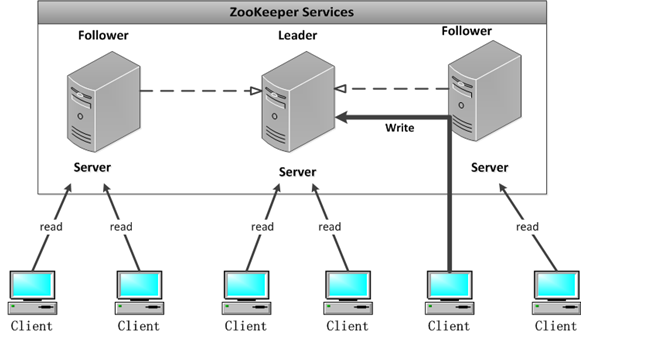 ZooKeeper Services
Follower
Leader
Follower
Write
Server
Server
Server
read
read
read
read
read
Client
Client
Client
Client
Client
Client